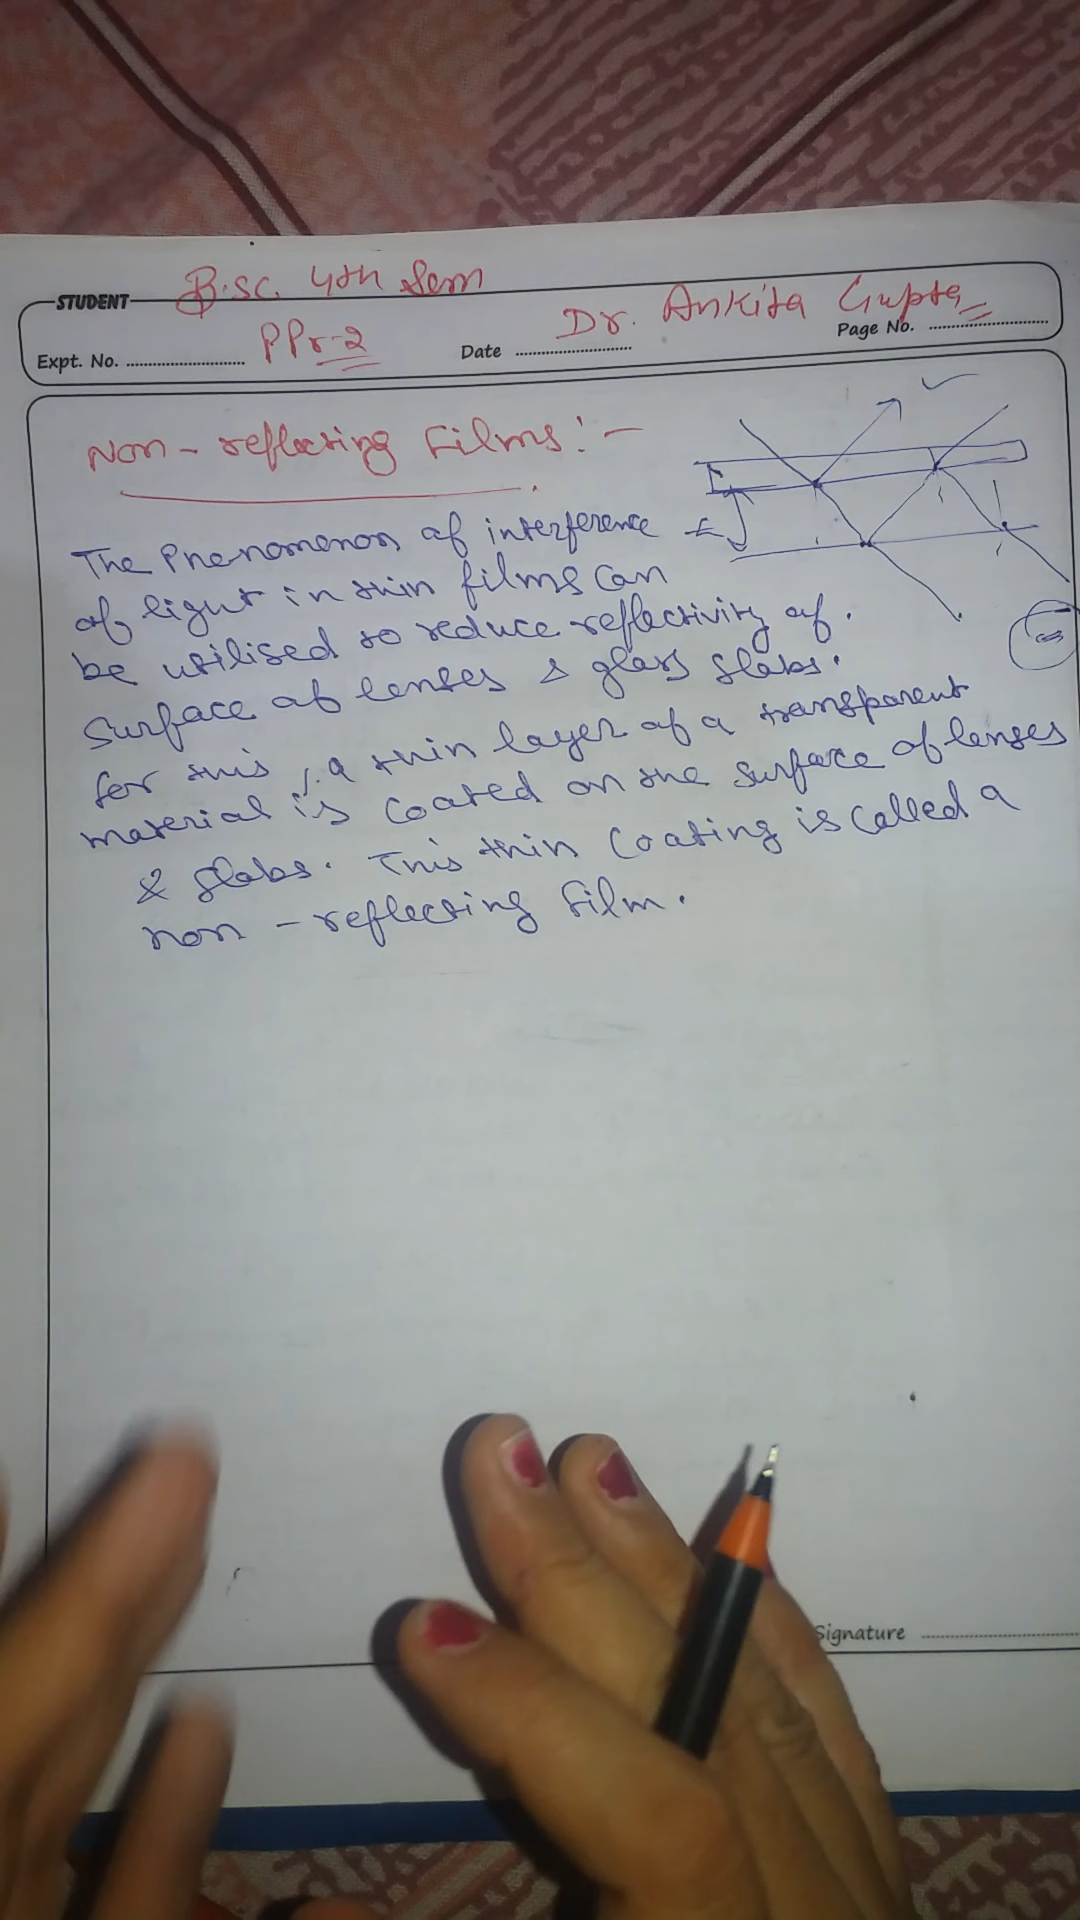 B.Sc. 4th Sem
STUDENT
Dr. Ankita Gupta
PPr-2
Expt. No.
Date
Page No.
Non-reflecting Films:-
The Phenomenon of interference
t
of light in thin films can
be utilised to reduce reflectivity of.
Surface of lenses & glass slabs.
for this, a thin layer of a transparent
material is coated on the surface of lenses
& slabs. This thin coating is called a
non-reflecting film.
Signature